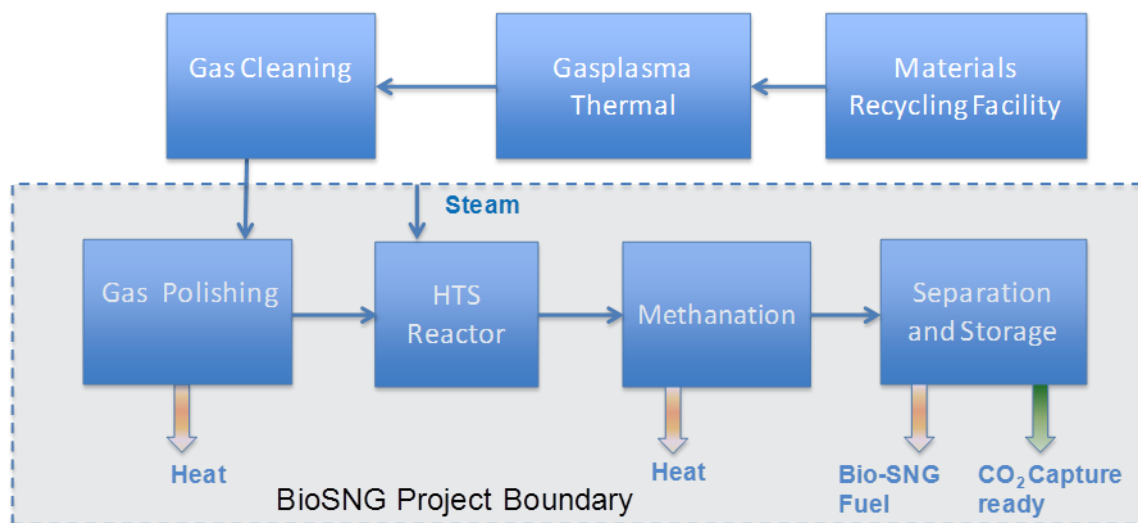 Gas Cleaning
Gasplasma
Thermal
Materials
Recycling Facility
Steam
Gas Polishing
HTS
Reactor
Methanation
Separation
and Storage
Heat
Heat
Bio-SNG
Fuel
CO₂ Capture
ready
BioSNG Project Boundary